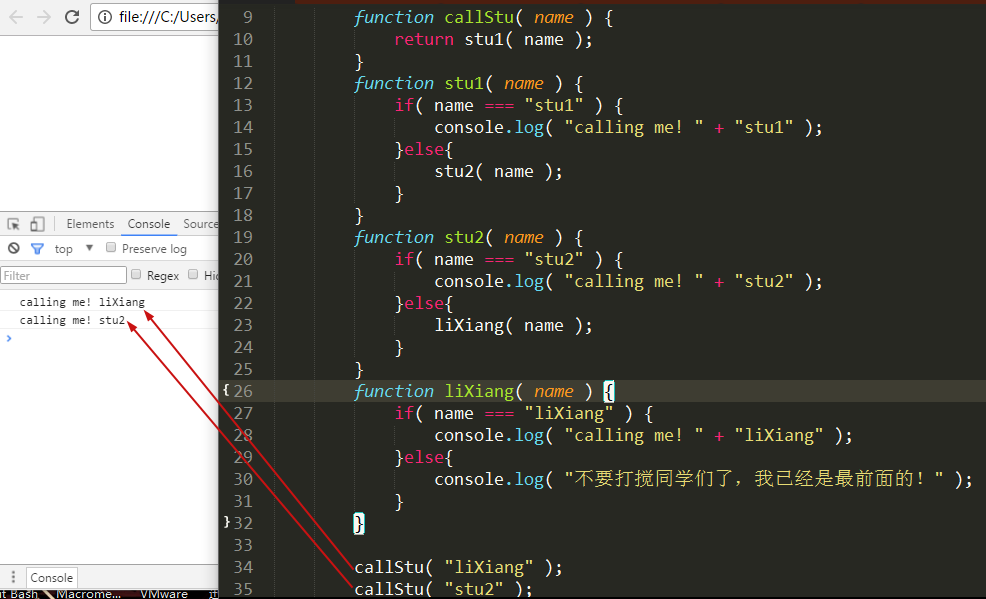 file:///C:/Users/
Elements Console Source
top Preserve log
Filter Regex Hi
calling me! liXiang
calling me! stu2
Console
it Bash Macrome... VMware
9 function callStu( name ) {
10 return stu1( name );
11 }
12 function stu1( name ) {
13 if( name === "stu1" ) {
14 console.log( "calling me! " + "stu1" );
15 }else{
16 stu2( name );
17 }
18 }
19 function stu2( name ) {
20 if( name === "stu2" ) {
21 console.log( "calling me! " + "stu2" );
22 }else{
23 liXiang( name );
24 }
25 }
{ 26 function liXiang( name ) {
27 if( name === "liXiang" ) {
28 console.log( "calling me! " + "liXiang" );
29 }else{
30 console.log( "不要打搅同学们了，我已经是最前面的！" );
31 }
} 32 }
33
34 callStu( "liXiang" );
35 callStu( "stu2" );